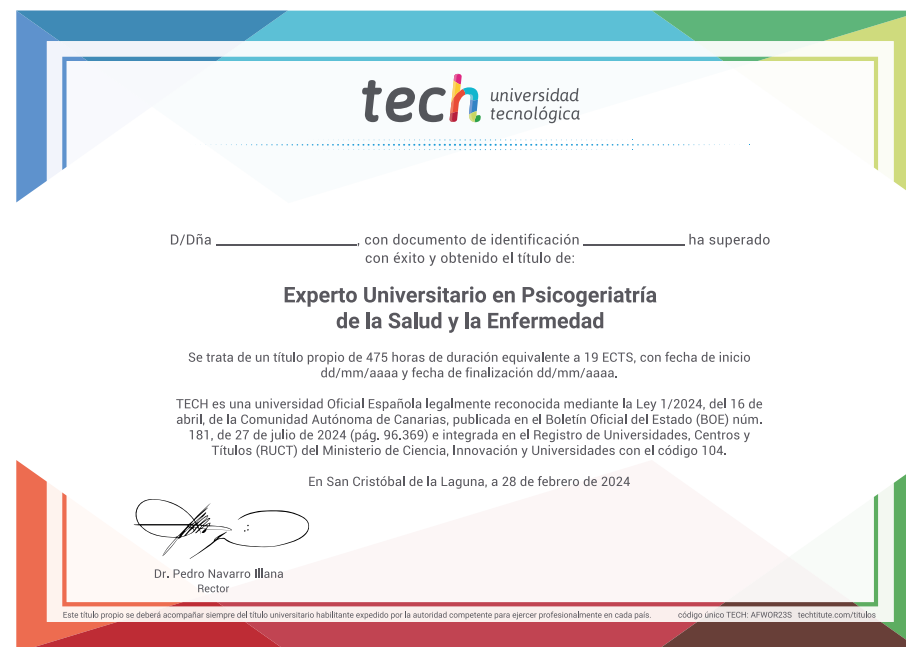 tech universidad
tecnológica
D/Dña ____________, con documento de identificación ____________ ha superado
con éxito y obtenido el título de:
Experto Universitario en Psicogeriatría
de la Salud y la Enfermedad
Se trata de un título propio de 475 horas de duración equivalente a 19 ECTS, con fecha de inicio
dd/mm/aaaa y fecha de finalización dd/mm/aaaa.
TECH es una universidad Oficial Española legalmente reconocida mediante la Ley 1/2024, del 16 de
abril, de la Comunidad Autónoma de Canarias, publicada en el Boletín Oficial del Estado (BOE) núm.
181, de 27 de julio de 2024 (pág. 96.369) e integrada en el Registro de Universidades, Centros y
Títulos (RUCT) del Ministerio de Ciencia, Innovación y Universidades con el código 104.
En San Cristóbal de la Laguna, a 28 de febrero de 2024
Dr. Pedro Navarro Illana
Rector
Este título propio se deberá acompañar siempre del título universitario habilitante expedido por la autoridad competente para ejercer profesionalmente en cada país. código único TECH: AFWOR23S techtitute.com/titulos